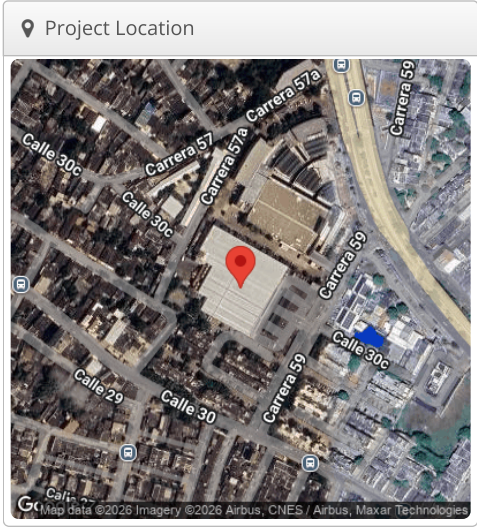 Project Location
Carrera 59
Carrera 57a
Carrera 57
Calle 30c
Carrera 57a
Calle 30c
Carrera 59
Calle 30c
Carrera 59
Calle 29
Calle 30
Map data ©2026 Imagery ©2026 Airbus, CNES / Airbus, Maxar Technologies